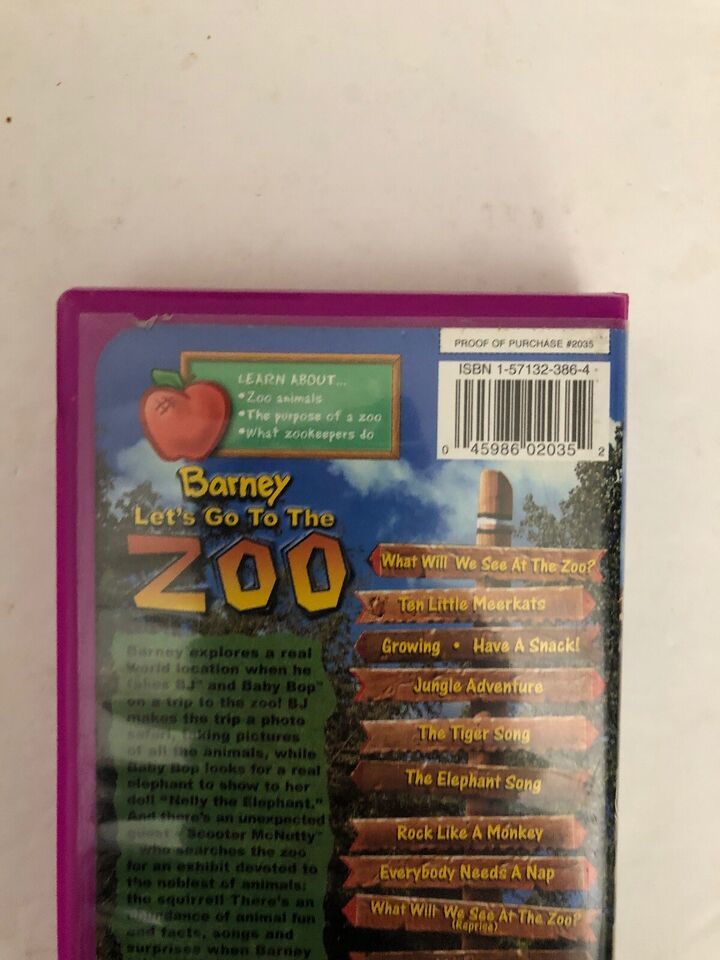 PROOF OF PURCHASE #2035
ISBN 1-57132-386-4
0 45986 02035 2
LEARN ABOUT...
•Zoo animals
•The purpose of a zoo
•What zookeepers do
Barney
Let's Go To The
ZOO
Barney explores a real
world location when he
takes BJ™ and Baby Bop™
on a trip to the zoo! BJ
makes the trip a photo
safari, taking pictures
of all the animals, while
Baby Bop looks for a real
elephant to show to her
doll "Nelly the Elephant."
And there's an unexpected
guest - Scooter McNutty™
who searches the zoo
for an exhibit devoted to
the noblest of animals:
the squirrel! There's an
abundance of animal fun
and facts, songs and
surprises when Barney
What Will We See At The Zoo?
Ten Little Meerkats
Growing • Have A Snack!
Jungle Adventure
The Tiger Song
The Elephant Song
Rock Like A Monkey
Everybody Needs A Nap
What Will We See At The Zoo?
(Reprise)